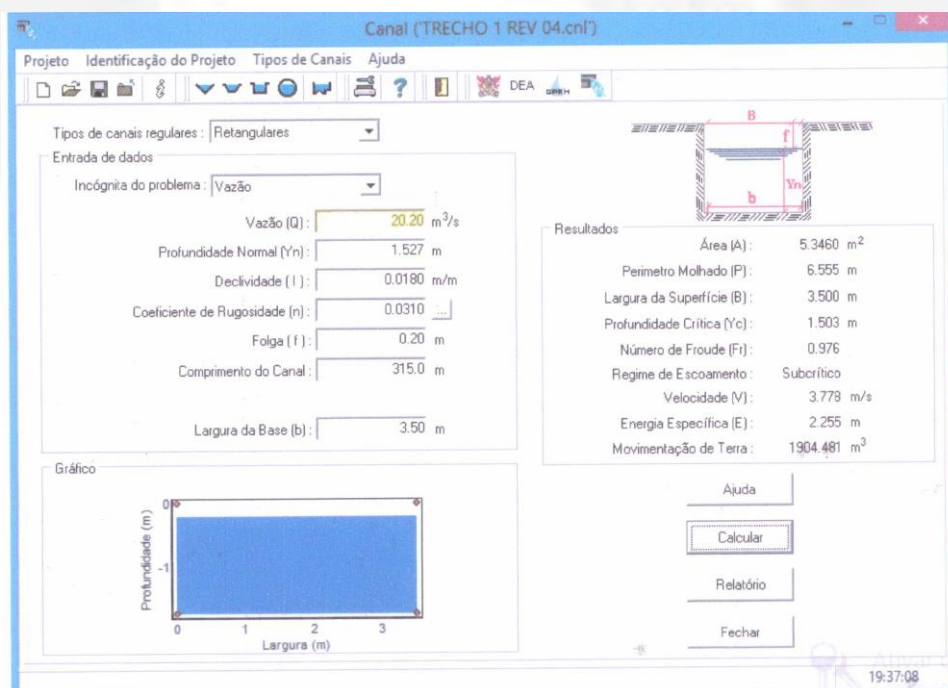 Canal ('TRECHO 1 REV 04.cnl')
Projeto Identificação do Projeto Tipos de Canais Ajuda
DEA
GPRH
Tipos de canais regulares : Retangulares
Entrada de dados
Incógnita do problema : Vazão
Vazão (Q) : 20.20 m³/s
Profundidade Normal (Yn) : 1.527 m
Declividade ( I ) : 0.0180 m/m
Coeficiente de Rugosidade (n) : 0.0310 ...
Folga ( f ) : 0.20 m
Comprimento do Canal : 315.0 m
Largura da Base (b) : 3.50 m
B
f
Yn
b
Resultados
Área (A) : 5.3460 m²
Perimetro Molhado (P) : 6.555 m
Largura da Superfície (B) : 3.500 m
Profundidade Crítica (Yc) : 1.503 m
Número de Froude (Fr) : 0.976
Regime de Escoamento : Subcrítico
Velocidade (V) : 3.778 m/s
Energia Específica (E) : 2.255 m
Movimentação de Terra : 1904.481 m³
Gráfico
Profundidade (m)
0
-1
0 1 2 3
Largura (m)
Ajuda
Calcular
Relatório
Fechar
19:37:08